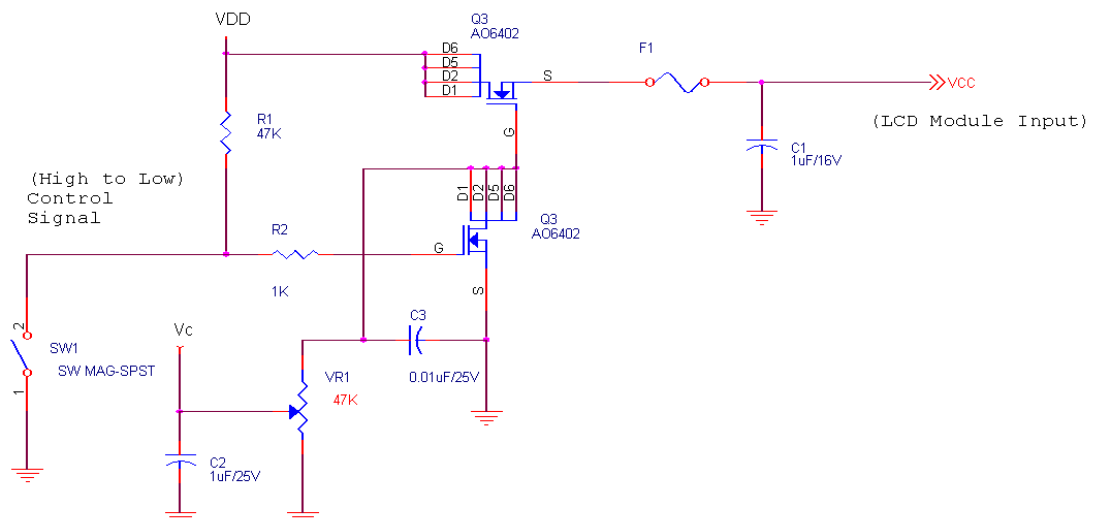 VDD
Q3
AO6402
D6
D5
D2
D1
S
G
F1
VCC
(LCD Module Input)
R1
47K
C1
1uF/16V
(High to Low)
Control
Signal
D1
D2
D5
D6
Q3
AO6402
R2
1K
G
S
2
1
SW1
SW MAG-SPST
Vc
C3
0.01uF/25V
VR1
47K
C2
1uF/25V